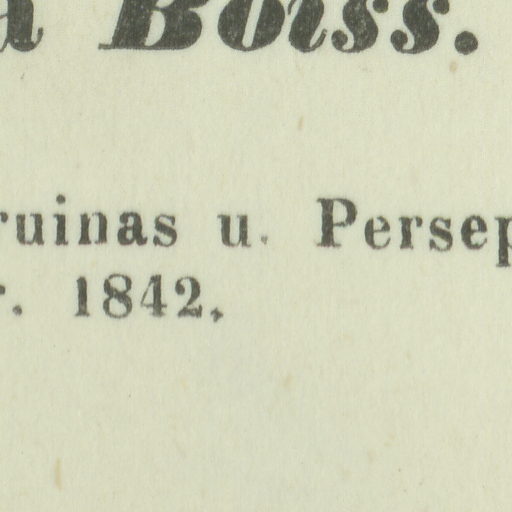 a Boiss.
ruinas u. Persep
r. 1842.